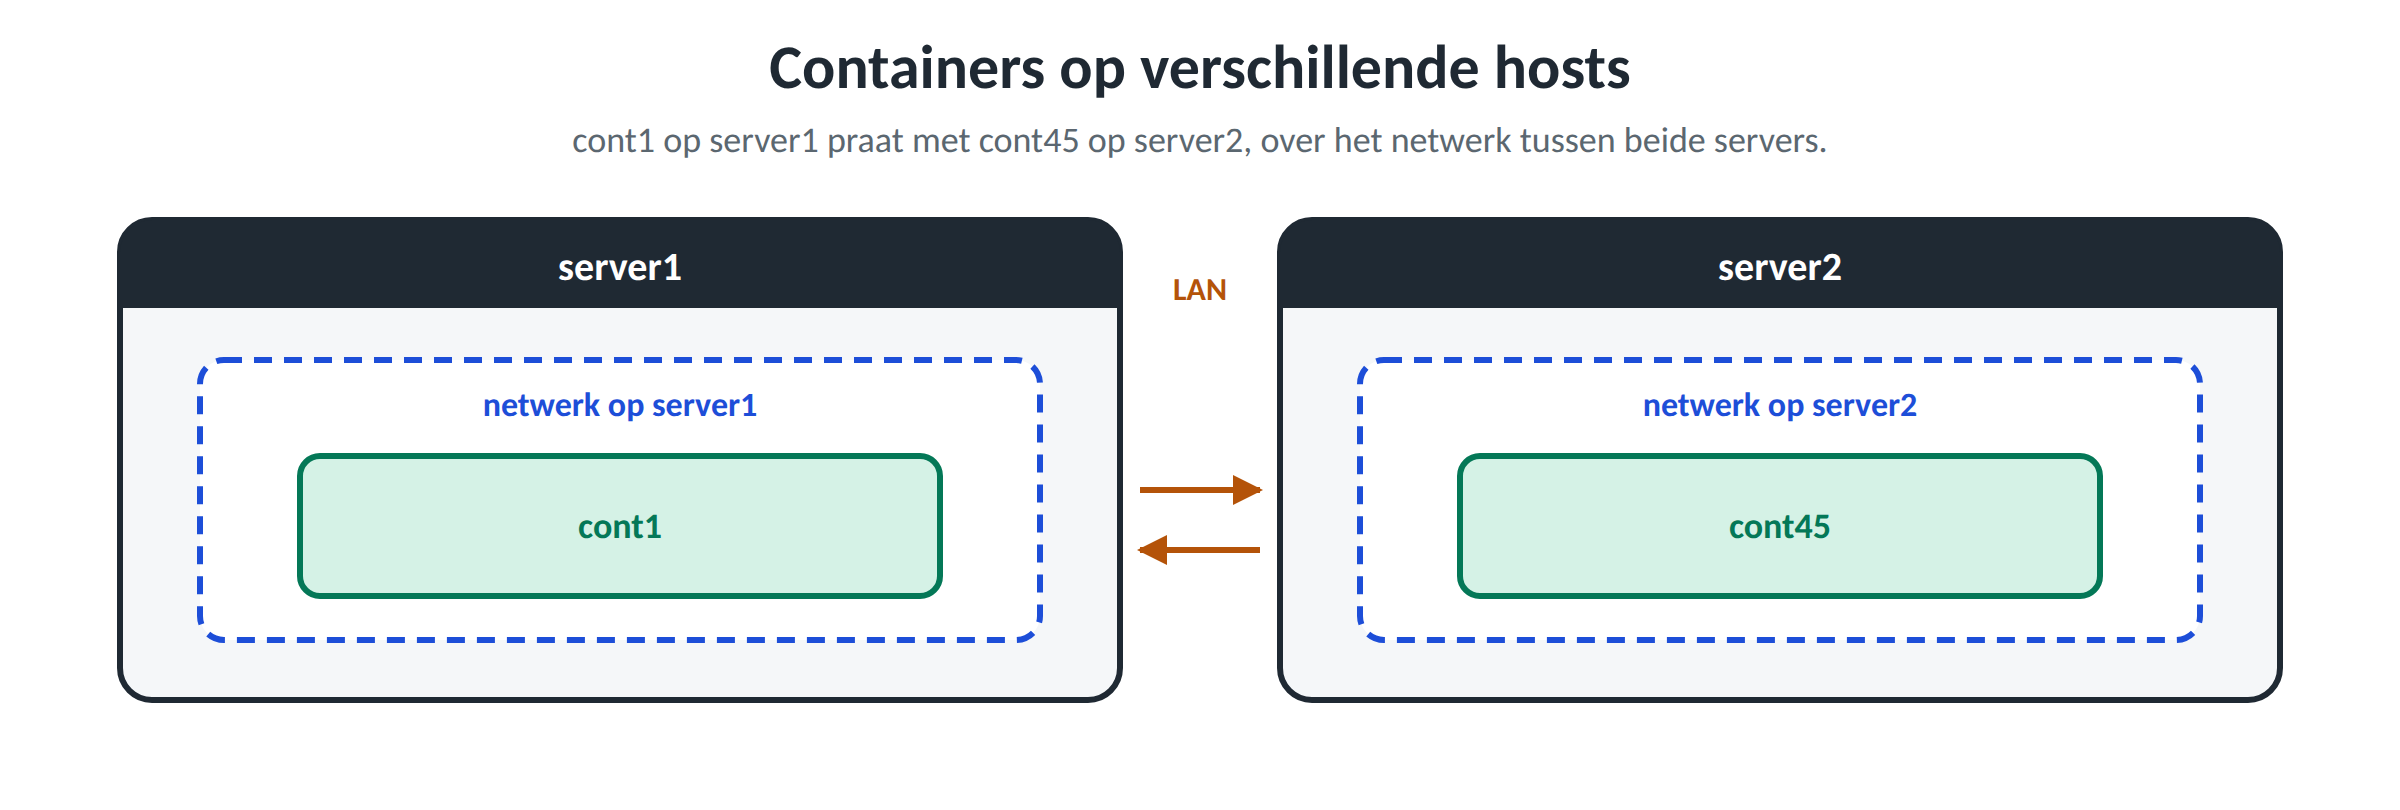 Containers op verschillende hosts
cont1 op server1 praat met cont45 op server2, over het netwerk tussen beide servers.
server1
LAN
server2
netwerk op server1
netwerk op server2
cont1
cont45